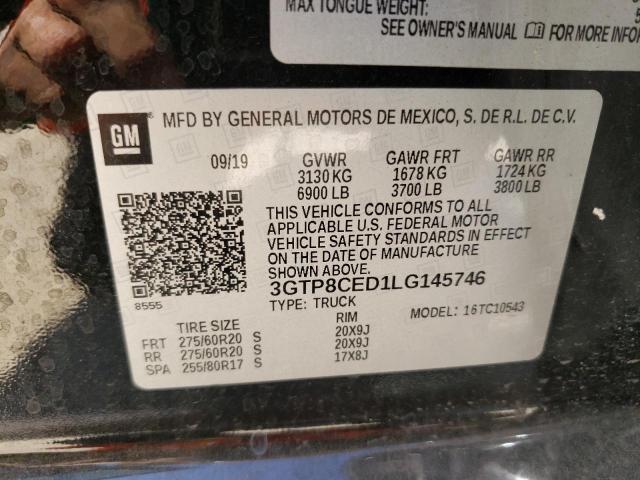 MAX TONGUE WEIGHT:
SEE OWNER'S MANUAL FOR MORE INFOR
GM
MFD BY GENERAL MOTORS DE MEXICO, S. DE R.L. DE C.V.
09/19 GVWR GAWR FRT GAWR RR
3130 KG 1678 KG 1724 KG
6900 LB 3700 LB 3800 LB
THIS VEHICLE CONFORMS TO ALL
APPLICABLE U.S. FEDERAL MOTOR
VEHICLE SAFETY STANDARDS IN EFFECT
ON THE DATE OF MANUFACTURE
SHOWN ABOVE.
3GTP8CED1LG145746
8555
TYPE: TRUCK MODEL: 16TC10543
TIRE SIZE RIM
FRT 275/60R20 S 20X9J
RR 275/60R20 S 20X9J
SPA 255/80R17 S 17X8J